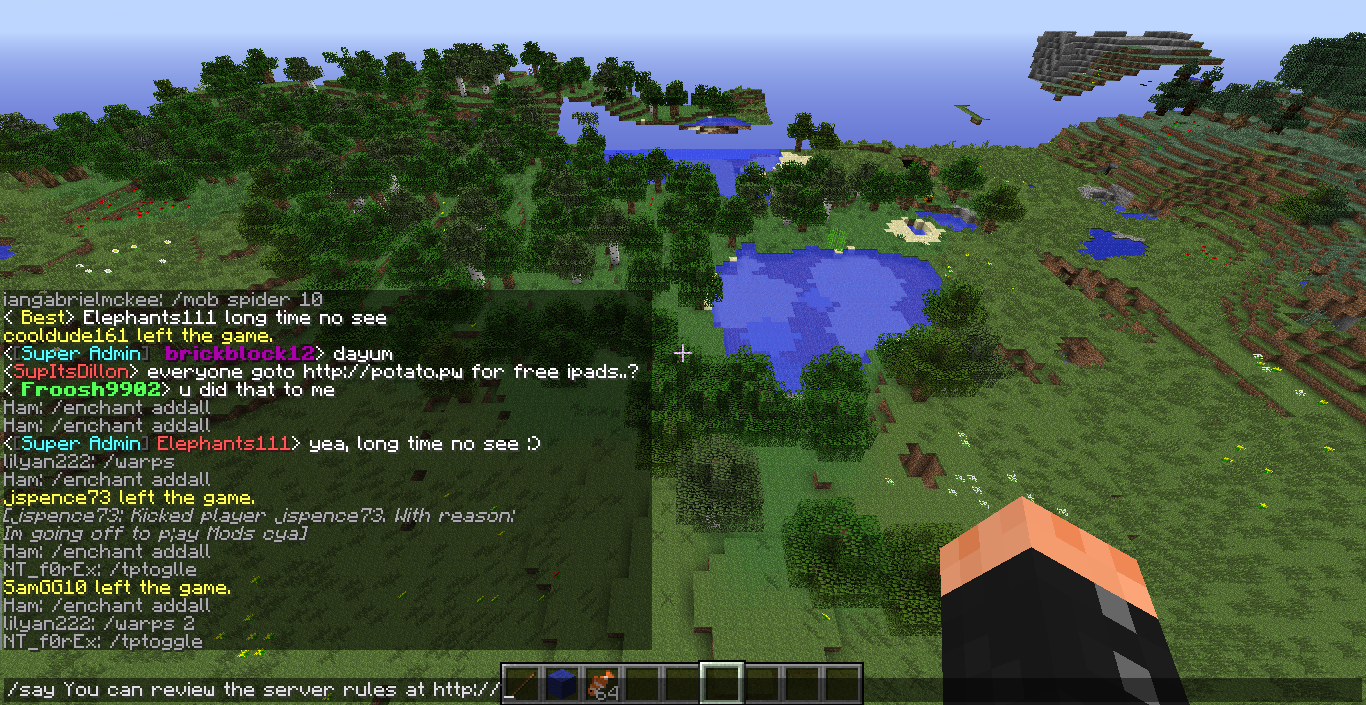 iangabrielmckee: /mob spider 10
< Best> Elephants111 long time no see
cooldude161 left the game.
<[Super Admin] brickblock12> dayum
<SupItsDillon> everyone goto http://potato.pw for free ipads..?
< Froosh9902> u did that to me
Ham: /enchant addall
Ham: /enchant addall
<[Super Admin] Elephants111> yea, long time no see :)
lilyan222: /warps
Ham: /enchant addall
jspence73 left the game.
[jspence73: Kicked player jspence73. With reason:
Im going off to play Mods cya]
Ham: /enchant addall
NT_f0rEx: /tptoglle
SamGG10 left the game.
Ham: /enchant addall
lilyan222: /warps 2
NT_f0rEx: /tptoggle
64
/say You can review the server rules at http://_